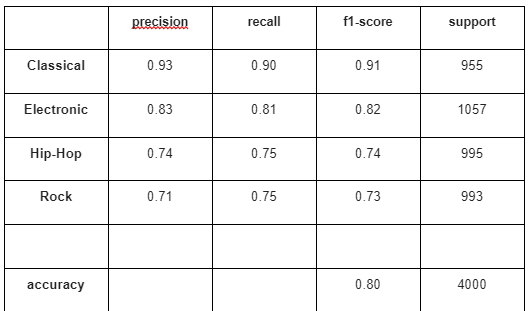 precision recall f1-score support
Classical 0.93 0.90 0.91 955
Electronic 0.83 0.81 0.82 1057
Hip-Hop 0.74 0.75 0.74 995
Rock 0.71 0.75 0.73 993
accuracy 0.80 4000